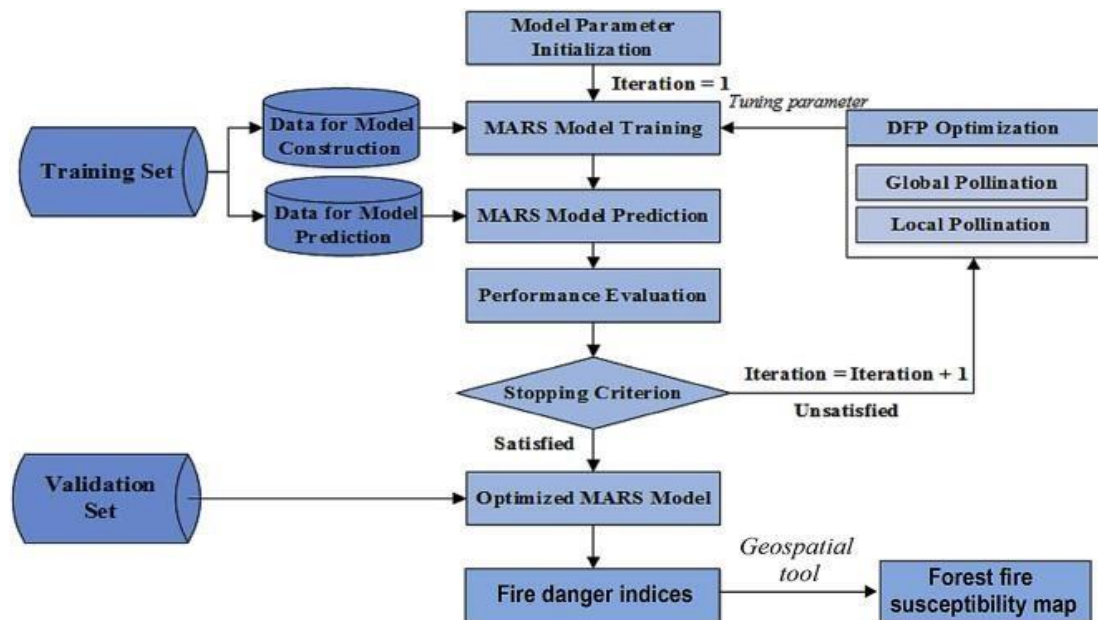 Model Parameter
Initialization
Iteration = 1
Tuning parameter
Data for Model
Construction
MARS Model Training
DFP Optimization
Training Set
Global Pollination
Data for Model
Prediction
MARS Model Prediction
Local Pollination
Performance Evaluation
Stopping Criterion
Iteration = Iteration + 1
Unsatisfied
Satisfied
Validation
Set
Optimized MARS Model
Geospatial
tool
Fire danger indices
Forest fire
susceptibility map